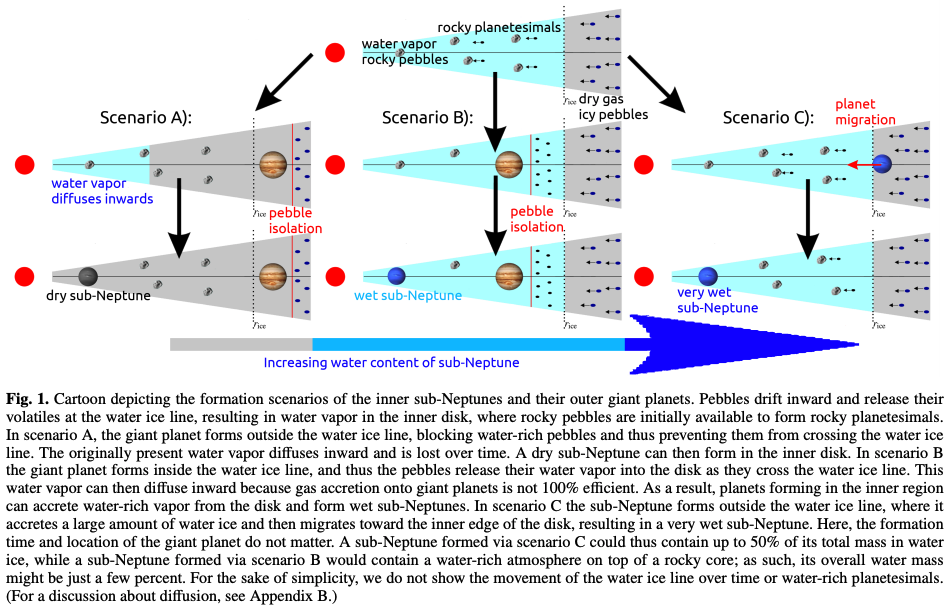 rocky planetesimals
water vapor
rocky pebbles
r_ice
dry gas
icy pebbles
Scenario A):
Scenario B):
Scenario C):
planet
migration
water vapor
diffuses inwards
r_ice
pebble
isolation
pebble
isolation
r_ice
r_ice
dry sub-Neptune
r_ice
wet sub-Neptune
r_ice
very wet
sub-Neptune
r_ice
Increasing water content of sub-Neptune
Fig. 1. Cartoon depicting the formation scenarios of the inner sub-Neptunes and their outer giant planets. Pebbles drift inward and release their
volatiles at the water ice line, resulting in water vapor in the inner disk, where rocky pebbles are initially available to form rocky planetesimals.
In scenario A, the giant planet forms outside the water ice line, blocking water-rich pebbles and thus preventing them from crossing the water ice
line. The originally present water vapor diffuses inward and is lost over time. A dry sub-Neptune can then form in the inner disk. In scenario B
the giant planet forms inside the water ice line, and thus the pebbles release their water vapor into the disk as they cross the water ice line. This
water vapor can then diffuse inward because gas accretion onto giant planets is not 100% efficient. As a result, planets forming in the inner region
can accrete water-rich vapor from the disk and form wet sub-Neptunes. In scenario C the sub-Neptune forms outside the water ice line, where it
accretes a large amount of water ice and then migrates toward the inner edge of the disk, resulting in a very wet sub-Neptune. Here, the formation
time and location of the giant planet do not matter. A sub-Neptune formed via scenario C could thus contain up to 50% of its total mass in water
ice, while a sub-Neptune formed via scenario B would contain a water-rich atmosphere on top of a rocky core; as such, its overall water mass
might be just a few percent. For the sake of simplicity, we do not show the movement of the water ice line over time or water-rich planetesimals.
(For a discussion about diffusion, see Appendix B.)